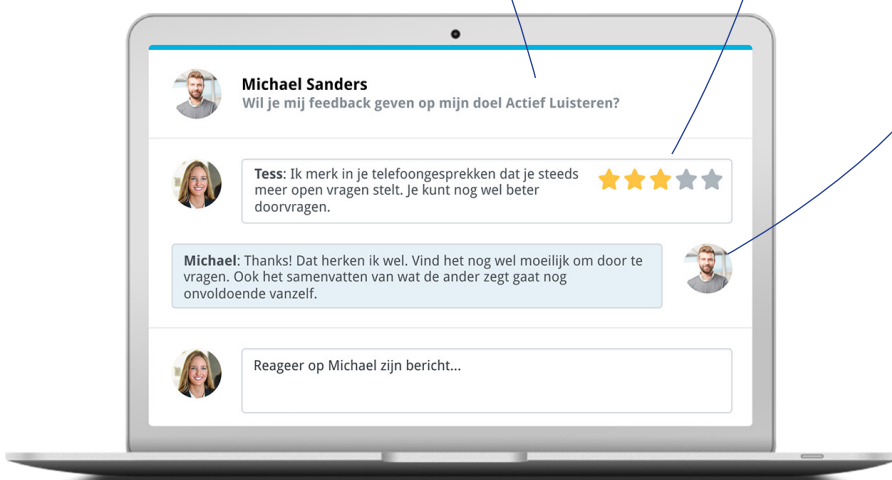 Michael Sanders
Wil je mij feedback geven op mijn doel Actief Luisteren?
Tess: Ik merk in je telefoongesprekken dat je steeds
meer open vragen stelt. Je kunt nog wel beter
doorvragen.
Michael: Thanks! Dat herken ik wel. Vind het nog wel moeilijk om door te
vragen. Ook het samenvatten van wat de ander zegt gaat nog
onvoldoende vanzelf.
Reageer op Michael zijn bericht...